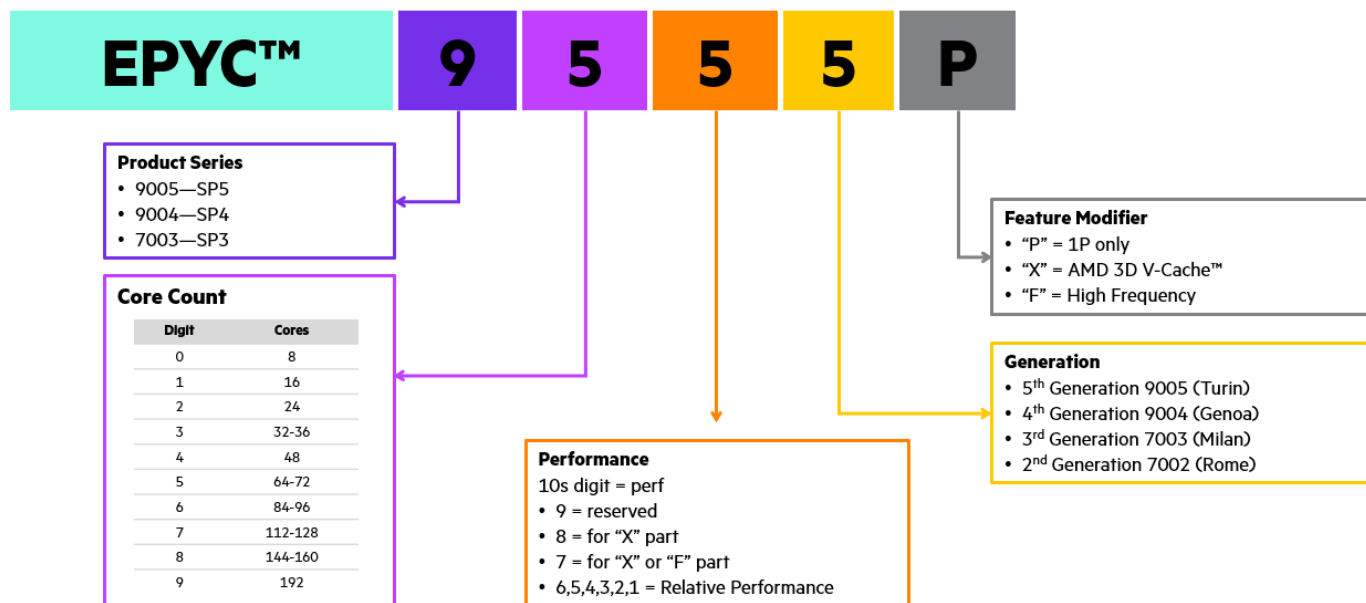 EPYC™ 9 5 5 5 P
Product Series
• 9005—SP5
• 9004—SP4
• 7003—SP3
Core Count
Digit Cores
0 8
1 16
2 24
3 32-36
4 48
5 64-72
6 84-96
7 112-128
8 144-160
9 192
Performance
10s digit = perf
• 9 = reserved
• 8 = for “X” part
• 7 = for “X” or “F” part
• 6,5,4,3,2,1 = Relative Performance
Feature Modifier
• “P” = 1P only
• “X” = AMD 3D V-Cache™
• “F” = High Frequency
Generation
• 5th Generation 9005 (Turin)
• 4th Generation 9004 (Genoa)
• 3rd Generation 7003 (Milan)
• 2nd Generation 7002 (Rome)